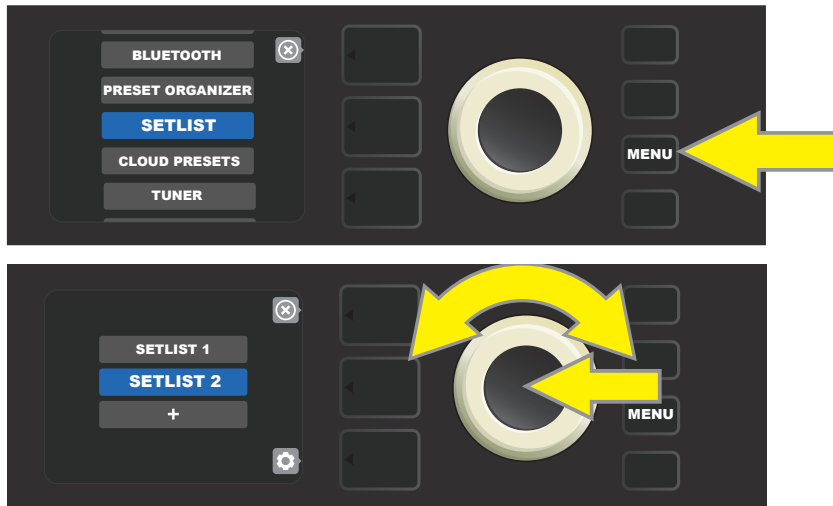 BLUETOOTH
PRESET ORGANIZER
SETLIST
CLOUD PRESETS
TUNER
MENU
SETLIST 1
SETLIST 2
+
MENU